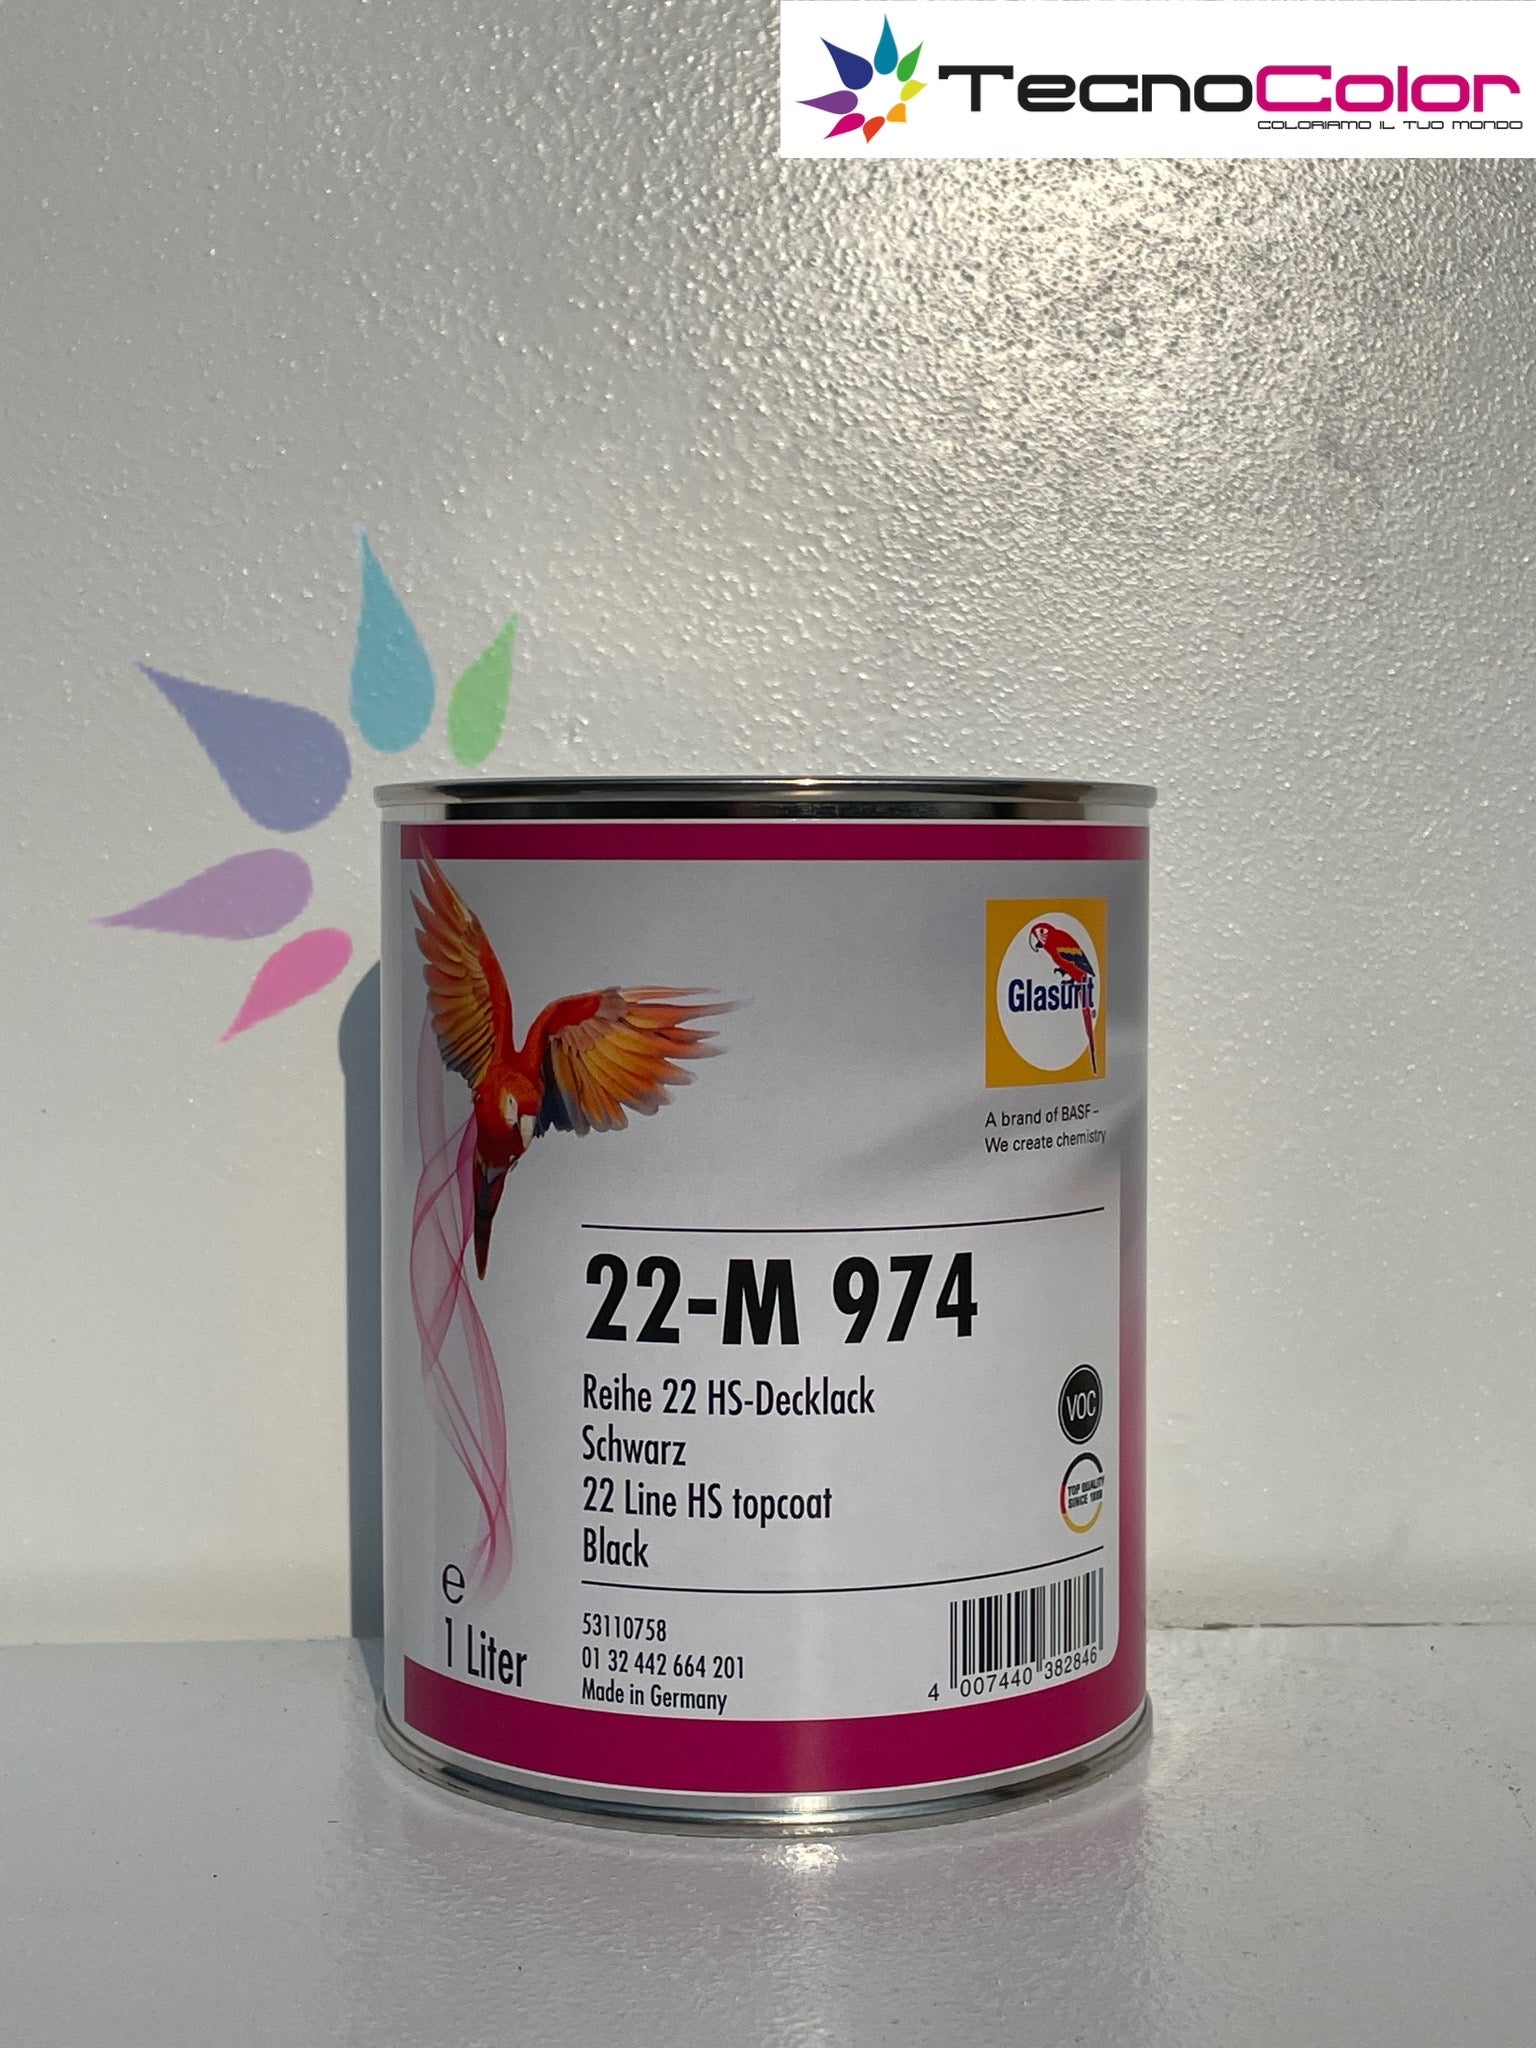 TecnoColor
COLORIAMO IL TUO MONDO
Glasurit®
A brand of BASF –
We create chemistry
22-M 974
Reihe 22 HS-Decklack
Schwarz
22 Line HS topcoat
Black
VOC
TOP QUALITY
SINCE 1888
e
1 Liter
53110758
01 32 442 664 201
Made in Germany
4 007440 382846